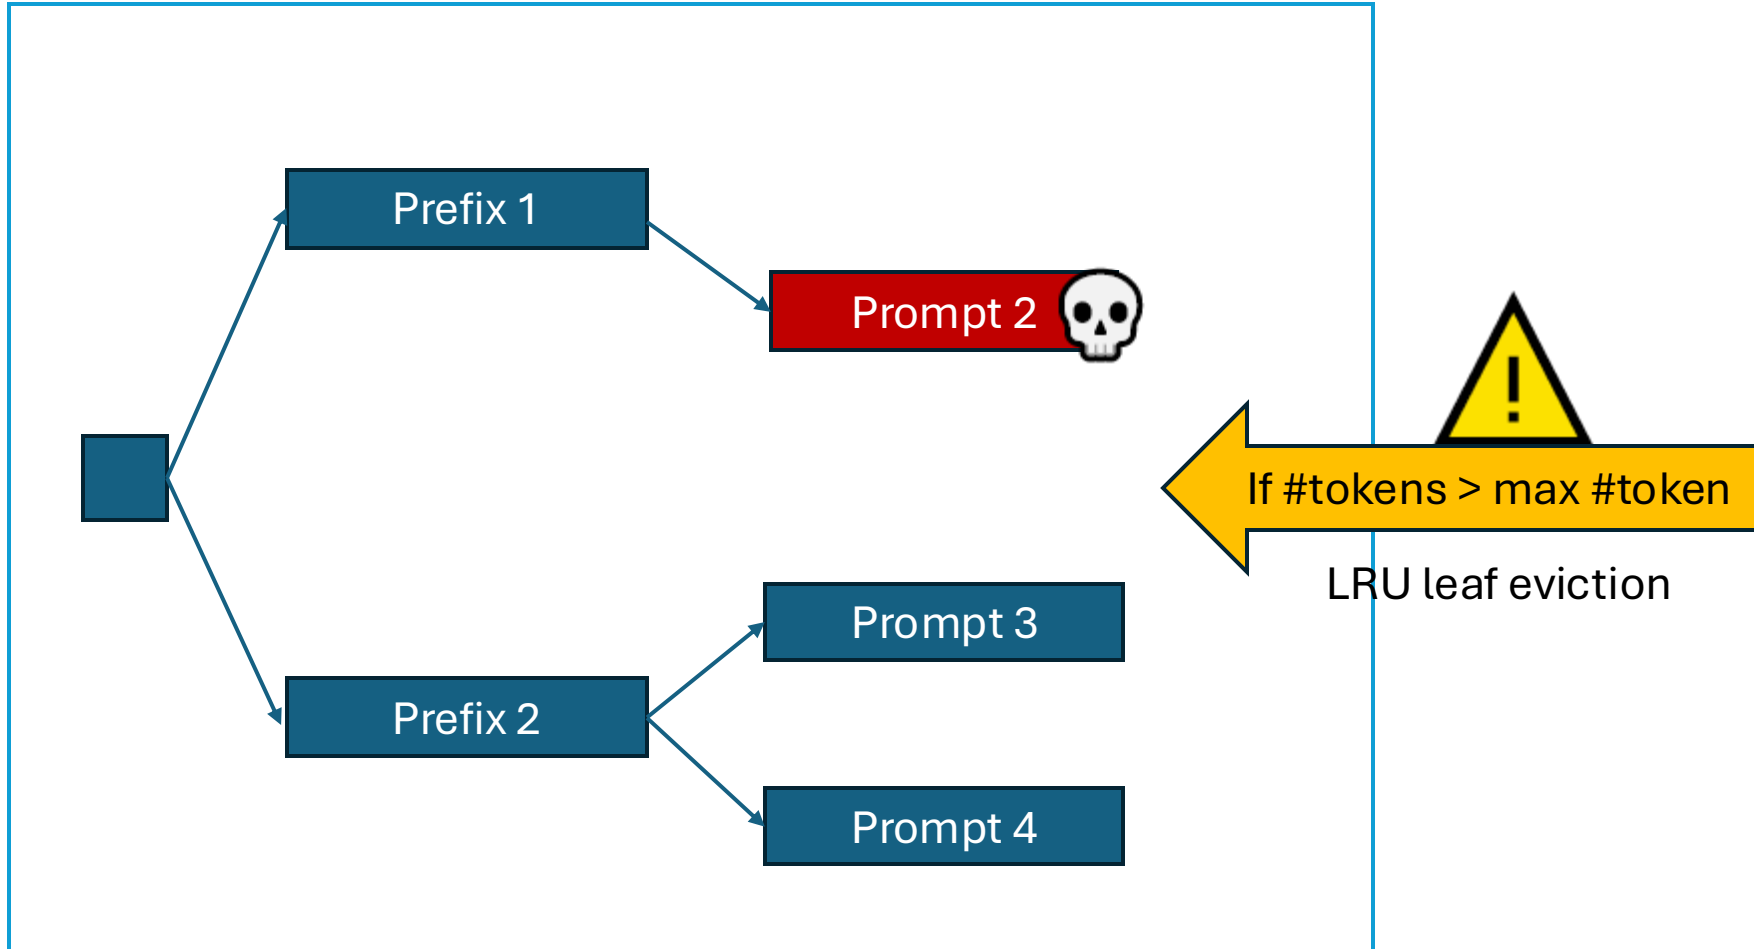 Prefix 1
Prompt 2
If #tokens > max #token
LRU leaf eviction
Prompt 3
Prefix 2
Prompt 4